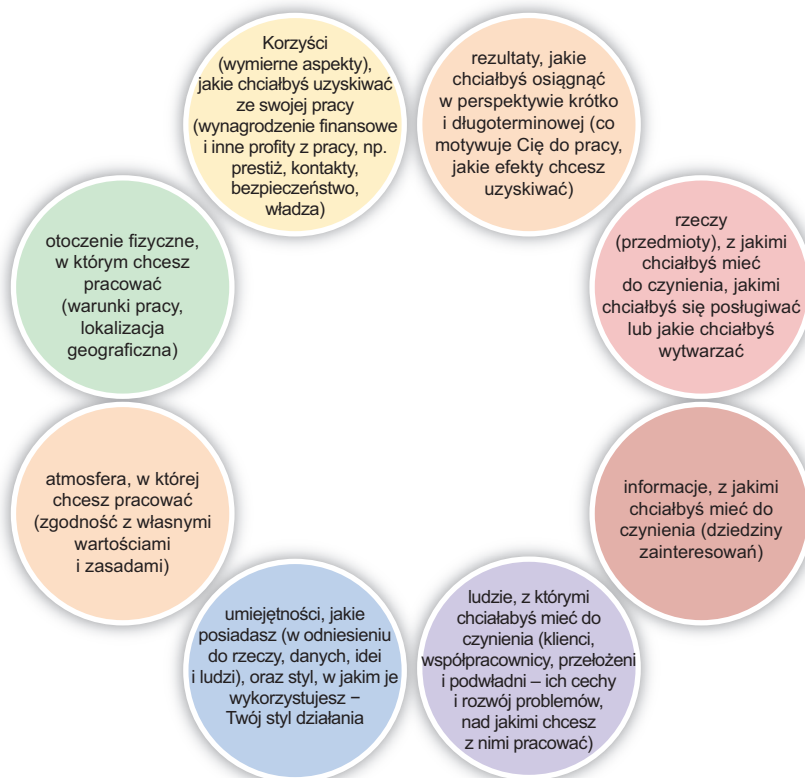 Korzyści
(wymierne aspekty),
jakie chciałbyś uzyskiwać
ze swojej pracy
(wynagrodzenie finansowe
i inne profity z pracy, np.
prestiż, kontakty,
bezpieczeństwo,
władza)
rezultaty, jakie
chciałbyś osiągnąć
w perspektywie krótko
i długoterminowej (co
motywuje Cię do pracy,
jakie efekty chcesz
uzyskiwać)
otoczenie fizyczne,
w którym chcesz
pracować
(warunki pracy,
lokalizacja
geograficzna)
rzeczy
(przedmioty), z jakimi
chciałbyś mieć
do czynienia, jakimi
chciałbyś się posługiwać
lub jakie chciałbyś
wytwarzać
atmosfera, w której
chcesz pracować
(zgodność z własnymi
wartościami
i zasadami)
informacje, z jakimi
chciałbyś mieć do
czynienia (dziedziny
zainteresowań)
umiejętności, jakie
posiadasz (w odniesieniu
do rzeczy, danych, idei
i ludzi), oraz styl, w jakim je
wykorzystujesz –
Twój styl działania
ludzie, z którymi
chciałabyś mieć do
czynienia (klienci,
współpracownicy, przełożeni
i podwładni – ich cechy
i rozwój problemów,
nad jakimi chcesz
z nimi pracować)